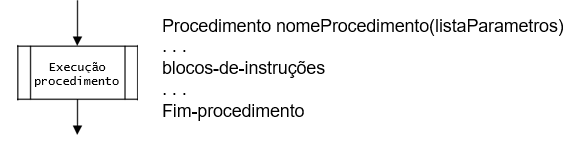 Execução
procedimento
Procedimento nomeProcedimento(listaParametros)
. . .
blocos-de-instruções
. . .
Fim-procedimento